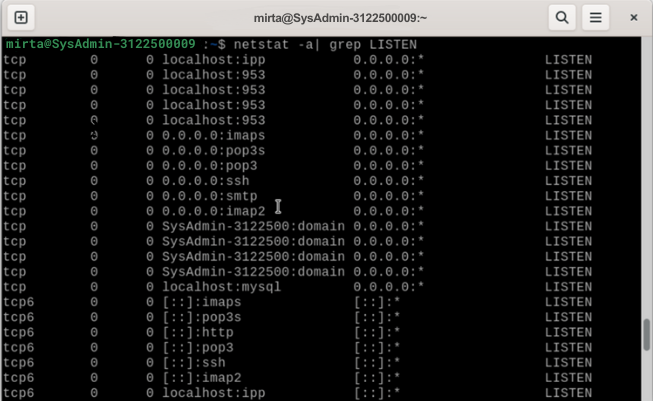 mirta@SysAdmin-3122500009:~
mirta@SysAdmin-3122500009 :~$ netstat -a| grep LISTEN
tcp 0 0 localhost:ipp 0.0.0.0:* LISTEN
tcp 0 0 localhost:953 0.0.0.0:* LISTEN
tcp 0 0 localhost:953 0.0.0.0:* LISTEN
tcp 0 0 localhost:953 0.0.0.0:* LISTEN
tcp 0 0 localhost:953 0.0.0.0:* LISTEN
tcp 0 0 0.0.0.0:imaps 0.0.0.0:* LISTEN
tcp 0 0 0.0.0.0:pop3s 0.0.0.0:* LISTEN
tcp 0 0 0.0.0.0:pop3 0.0.0.0:* LISTEN
tcp 0 0 0.0.0.0:ssh 0.0.0.0:* LISTEN
tcp 0 0 0.0.0.0:smtp 0.0.0.0:* LISTEN
tcp 0 0 0.0.0.0:imap2 0.0.0.0:* LISTEN
tcp 0 0 SysAdmin-3122500:domain 0.0.0.0:* LISTEN
tcp 0 0 SysAdmin-3122500:domain 0.0.0.0:* LISTEN
tcp 0 0 SysAdmin-3122500:domain 0.0.0.0:* LISTEN
tcp 0 0 SysAdmin-3122500:domain 0.0.0.0:* LISTEN
tcp 0 0 localhost:mysql 0.0.0.0:* LISTEN
tcp6 0 0 [::]:imaps [::]:* LISTEN
tcp6 0 0 [::]:pop3s [::]:* LISTEN
tcp6 0 0 [::]:http [::]:* LISTEN
tcp6 0 0 [::]:pop3 [::]:* LISTEN
tcp6 0 0 [::]:ssh [::]:* LISTEN
tcp6 0 0 [::]:imap2 [::]:* LISTEN
tcp6 0 0 localhost:ipp [::]:* LISTEN